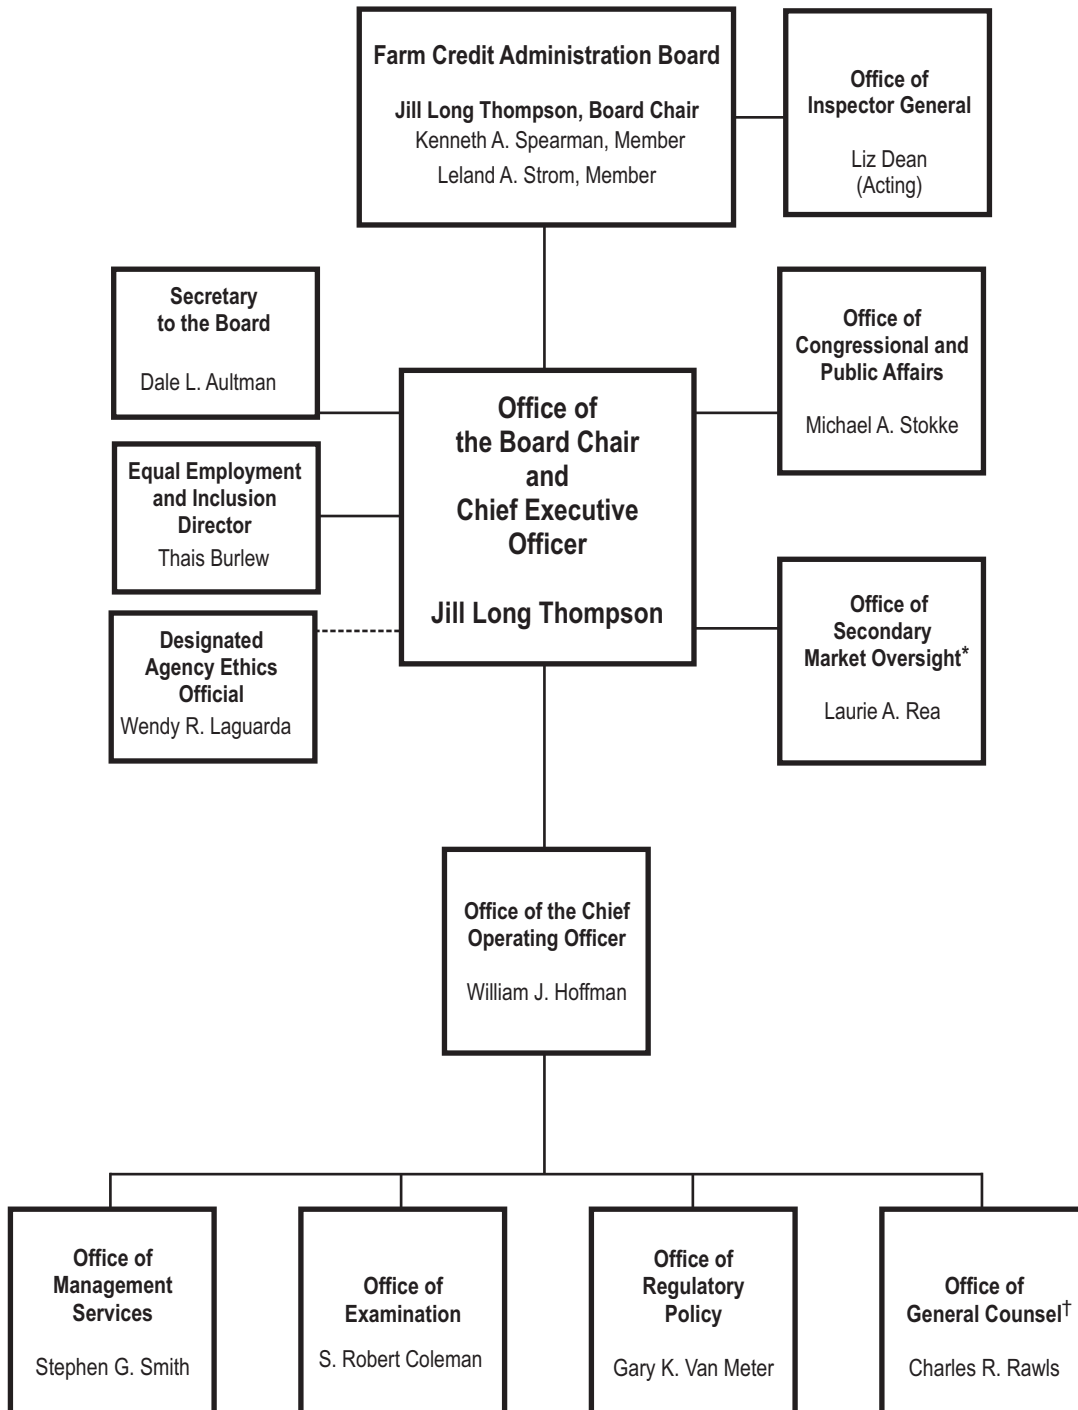 Farm Credit Administration Board
Jill Long Thompson, Board Chair
Kenneth A. Spearman, Member
Leland A. Strom, Member
Office of
Inspector General
Liz Dean
(Acting)
Secretary
to the Board
Dale L. Aultman
Office of
Congressional and
Public Affairs
Michael A. Stokke
Office of
the Board Chair
and
Chief Executive
Officer
Jill Long Thompson
Equal Employment
and Inclusion
Director
Thais Burlew
Designated
Agency Ethics
Official
Wendy R. Laguarda
Office of
Secondary
Market Oversight*
Laurie A. Rea
Office of the Chief
Operating Officer
William J. Hoffman
Office of
Management
Services
Stephen G. Smith
Office of
Examination
S. Robert Coleman
Office of
Regulatory
Policy
Gary K. Van Meter
Office of
General Counsel†
Charles R. Rawls